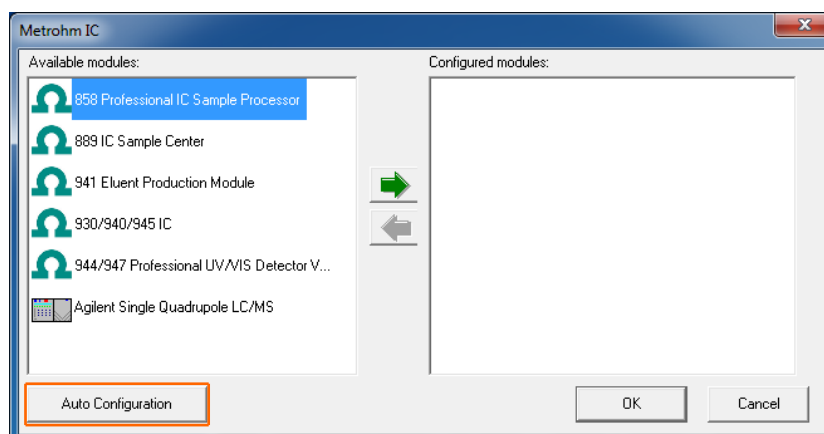 Metrohm IC
Available modules:
Configured modules:
858 Professional IC Sample Processor
889 IC Sample Center
941 Eluent Production Module
930/940/945 IC
944/947 Professional UV/VIS Detector V...
Agilent Single Quadrupole LC/MS
Auto Configuration
OK
Cancel